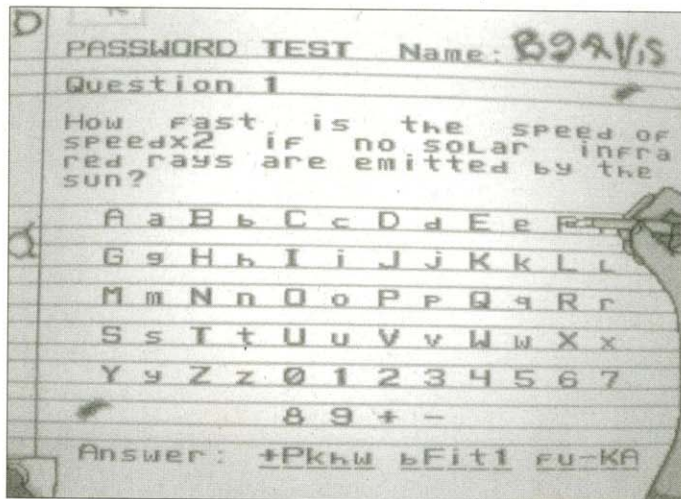 PASSWORD TEST Name: BeaVis
Question 1
How fast is the speed of
speedx2 if no solar infra
red rays are emitted by the
sun?
A a B b C c D d E e F
G g H h I i J j K k L l
M m N n O o P p Q q R r
S s T t U u V v W w X x
Y y Z z 0 1 2 3 4 5 6 7
8 9 + -
Answer: +PkhW bFit1 fu-KA